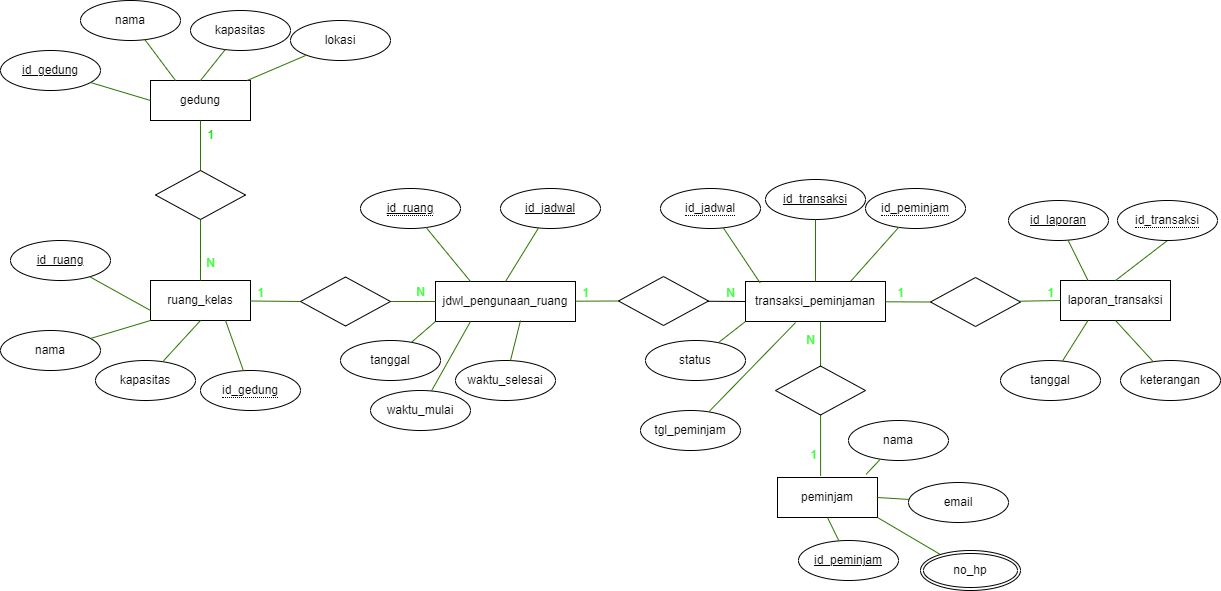 nama
kapasitas
lokasi
id_gedung
gedung
1
N
id_ruang
ruang_kelas
nama
kapasitas
id_gedung
1
N
id_ruang
id_jadwal
jdwl_pengunaan_ruang
tanggal
waktu_mulai
waktu_selesai
1
N
id_jadwal
id_transaksi
id_peminjam
transaksi_peminjaman
status
tgl_peminjam
N
1
1
1
id_laporan
id_transaksi
laporan_transaksi
tanggal
keterangan
nama
peminjam
email
id_peminjam
no_hp